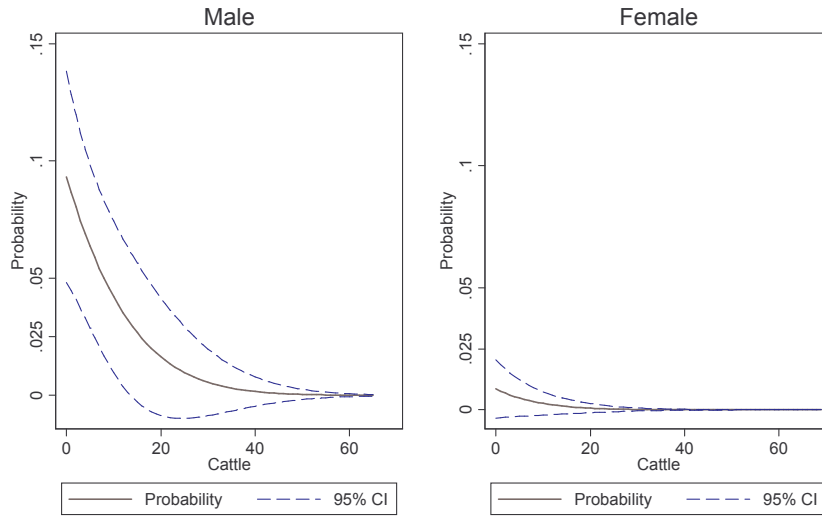 Male
Probability
.15
.1
.05
.025
0
0
20
40
60
Cattle
Probability
95% CI
Female
Probability
.15
.1
.05
.025
0
0
20
40
60
Cattle
Probability
95% CI